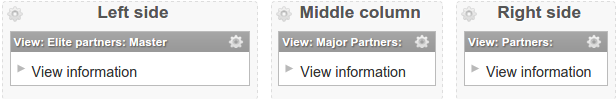 Left side
View: Elite partners: Master
View information
Middle column
View: Major Partners:
View information
Right side
View: Partners:
View information